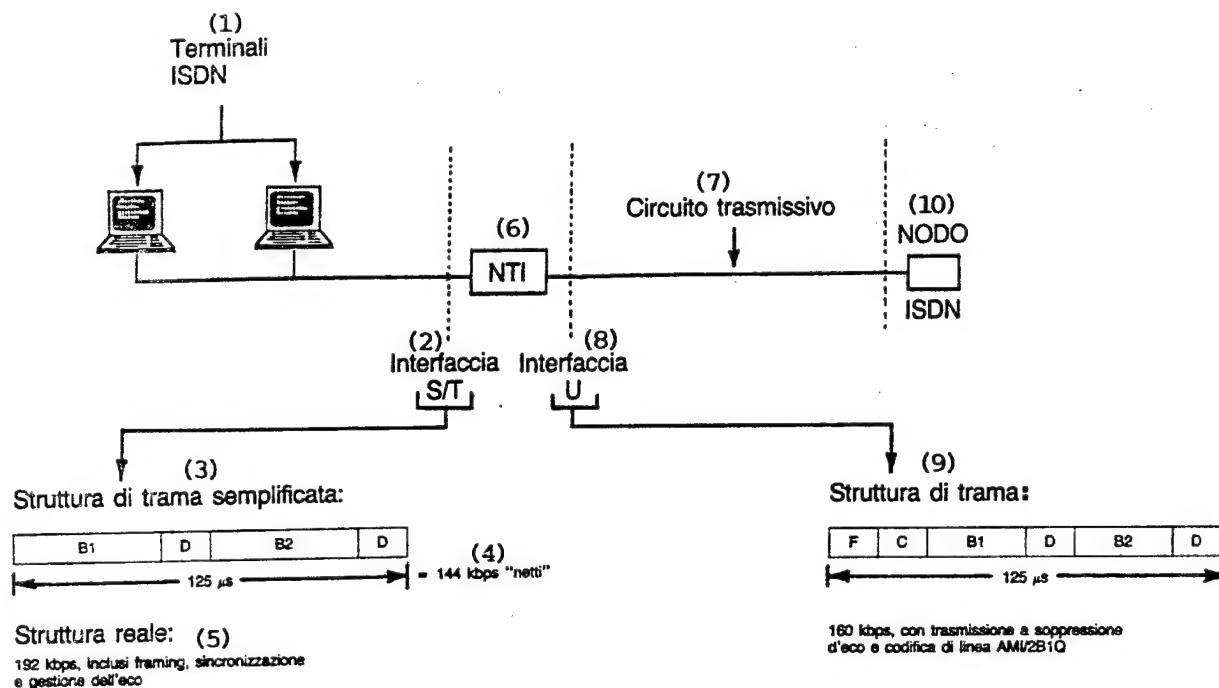 (1)
Terminali
ISDN
(7)
Circuito trasmissivo
(10)
NODO
(6)
NTI
ISDN
(2)
Interfaccia
S/T
(8)
Interfaccia
U
(3)
Struttura di trama semplificata:
B1 D B2 D
125 μs
(4)
= 144 kbps "netti"
Struttura reale: (5)
192 kbps, inclusi framing, sincronizzazione
e gestione dell'eco
(9)
Struttura di trama:
F C B1 D B2 D
125 μs
160 kbps, con trasmissione a soppressione
d'eco e codifica di linea AMI/2B1Q